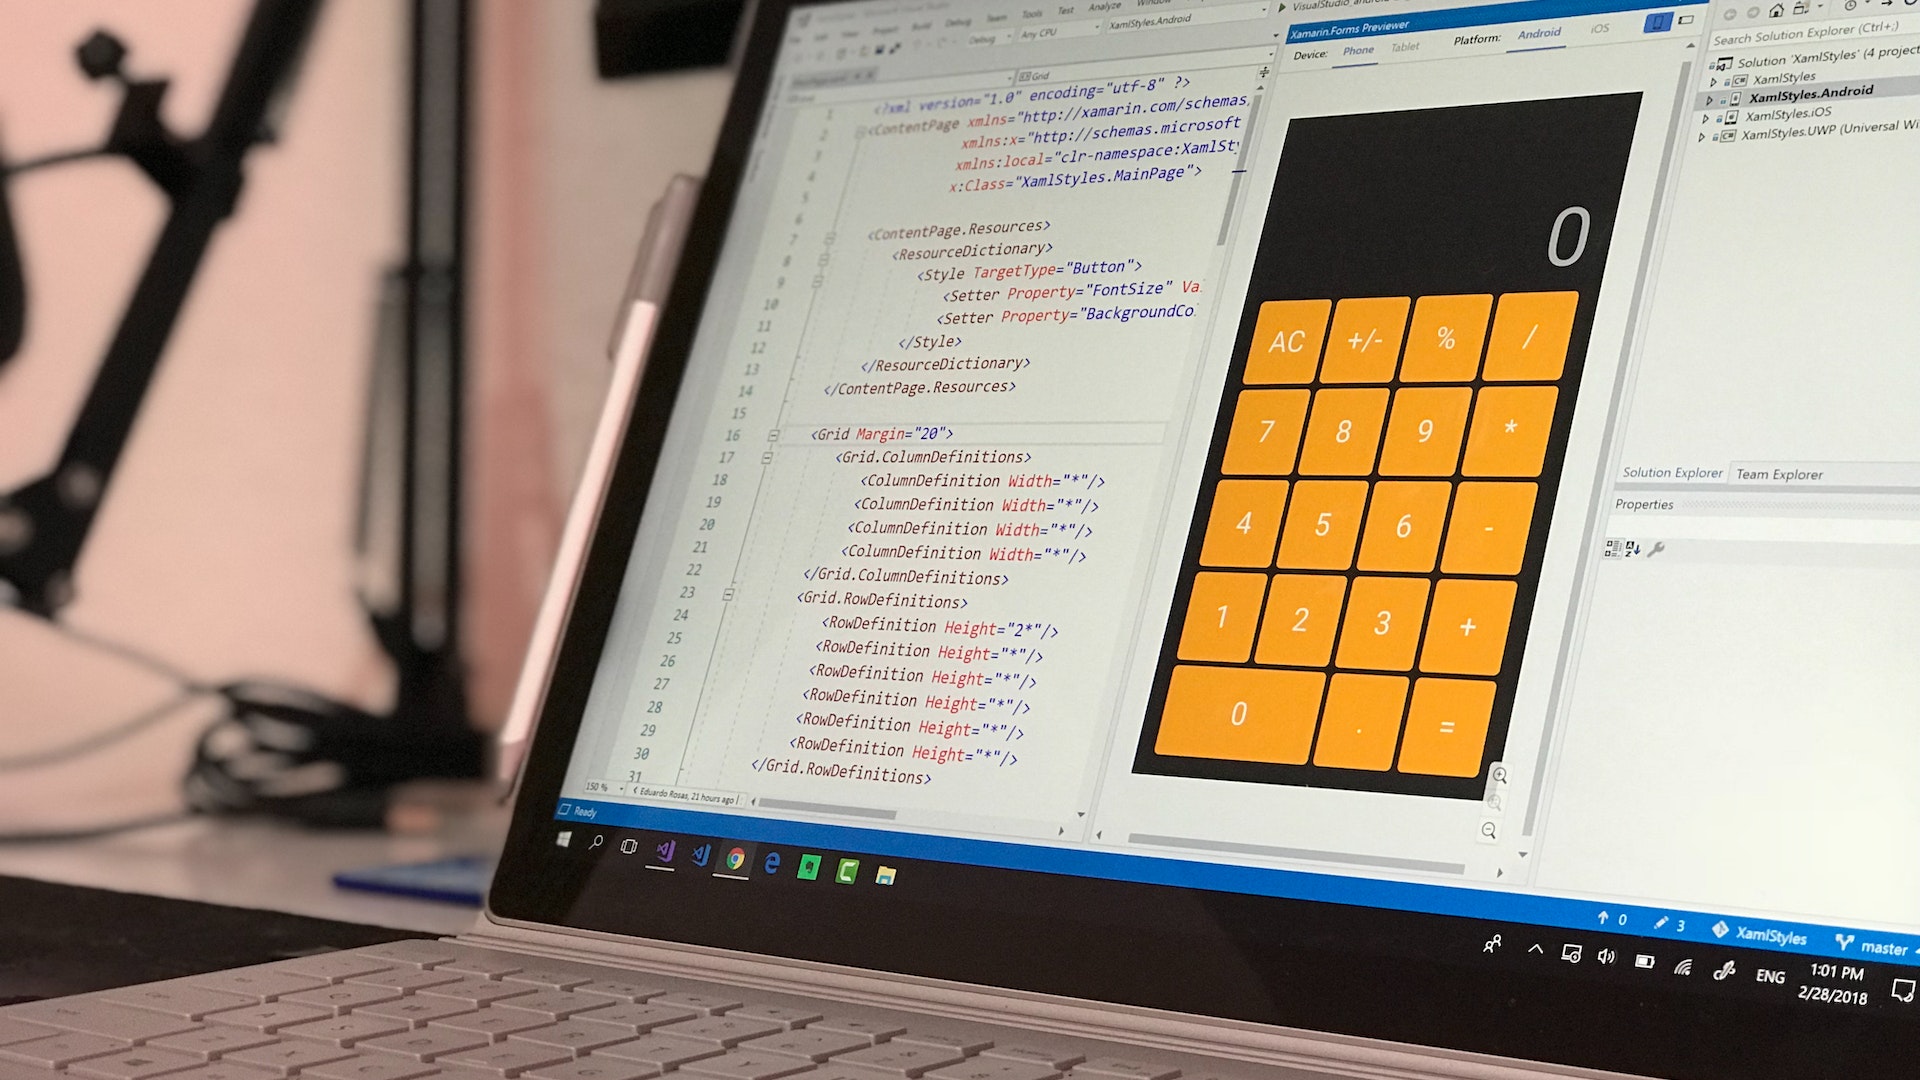 Debug Team Tools Test Analyze Window
Debug Any CPU XamlStyles.Android
Grid
1 <?xml version="1.0" encoding="utf-8" ?>
2 <ContentPage xmlns="http://xamarin.com/schemas,
3 xmlns:x="http://schemas.microsoft
4 xmlns:local="clr-namespace:XamlSty
5 x:Class="XamlStyles.MainPage">
6
7 <ContentPage.Resources>
8 <ResourceDictionary>
9 <Style TargetType="Button">
10 <Setter Property="FontSize" Va
11 <Setter Property="BackgroundCo
12 </Style>
13 </ResourceDictionary>
14 </ContentPage.Resources>
15
16 <Grid Margin="20">
17 <Grid.ColumnDefinitions>
18 <ColumnDefinition Width="*"/>
19 <ColumnDefinition Width="*"/>
20 <ColumnDefinition Width="*"/>
21 <ColumnDefinition Width="*"/>
22 </Grid.ColumnDefinitions>
23 <Grid.RowDefinitions>
24 <RowDefinition Height="2*"/>
25 <RowDefinition Height="*"/>
26 <RowDefinition Height="*"/>
27 <RowDefinition Height="*"/>
28 <RowDefinition Height="*"/>
29 <RowDefinition Height="*"/>
30 </Grid.RowDefinitions>
31
150 % Eduardo Rosas, 21 hours ago
Ready
Xamarin.Forms Previewer
Device: Phone Tablet Platform: Android iOS
0
AC +/- % /
7 8 9 *
4 5 6 -
1 2 3 +
0 . =
Search Solution Explorer (Ctrl+;)
Solution 'XamlStyles' (4 project
XamlStyles
XamlStyles.Android
XamlStyles.iOS
XamlStyles.UWP (Universal Wi
Solution Explorer Team Explorer
Properties
0 3 XamlStyles master
ENG 1:01 PM
2/28/2018